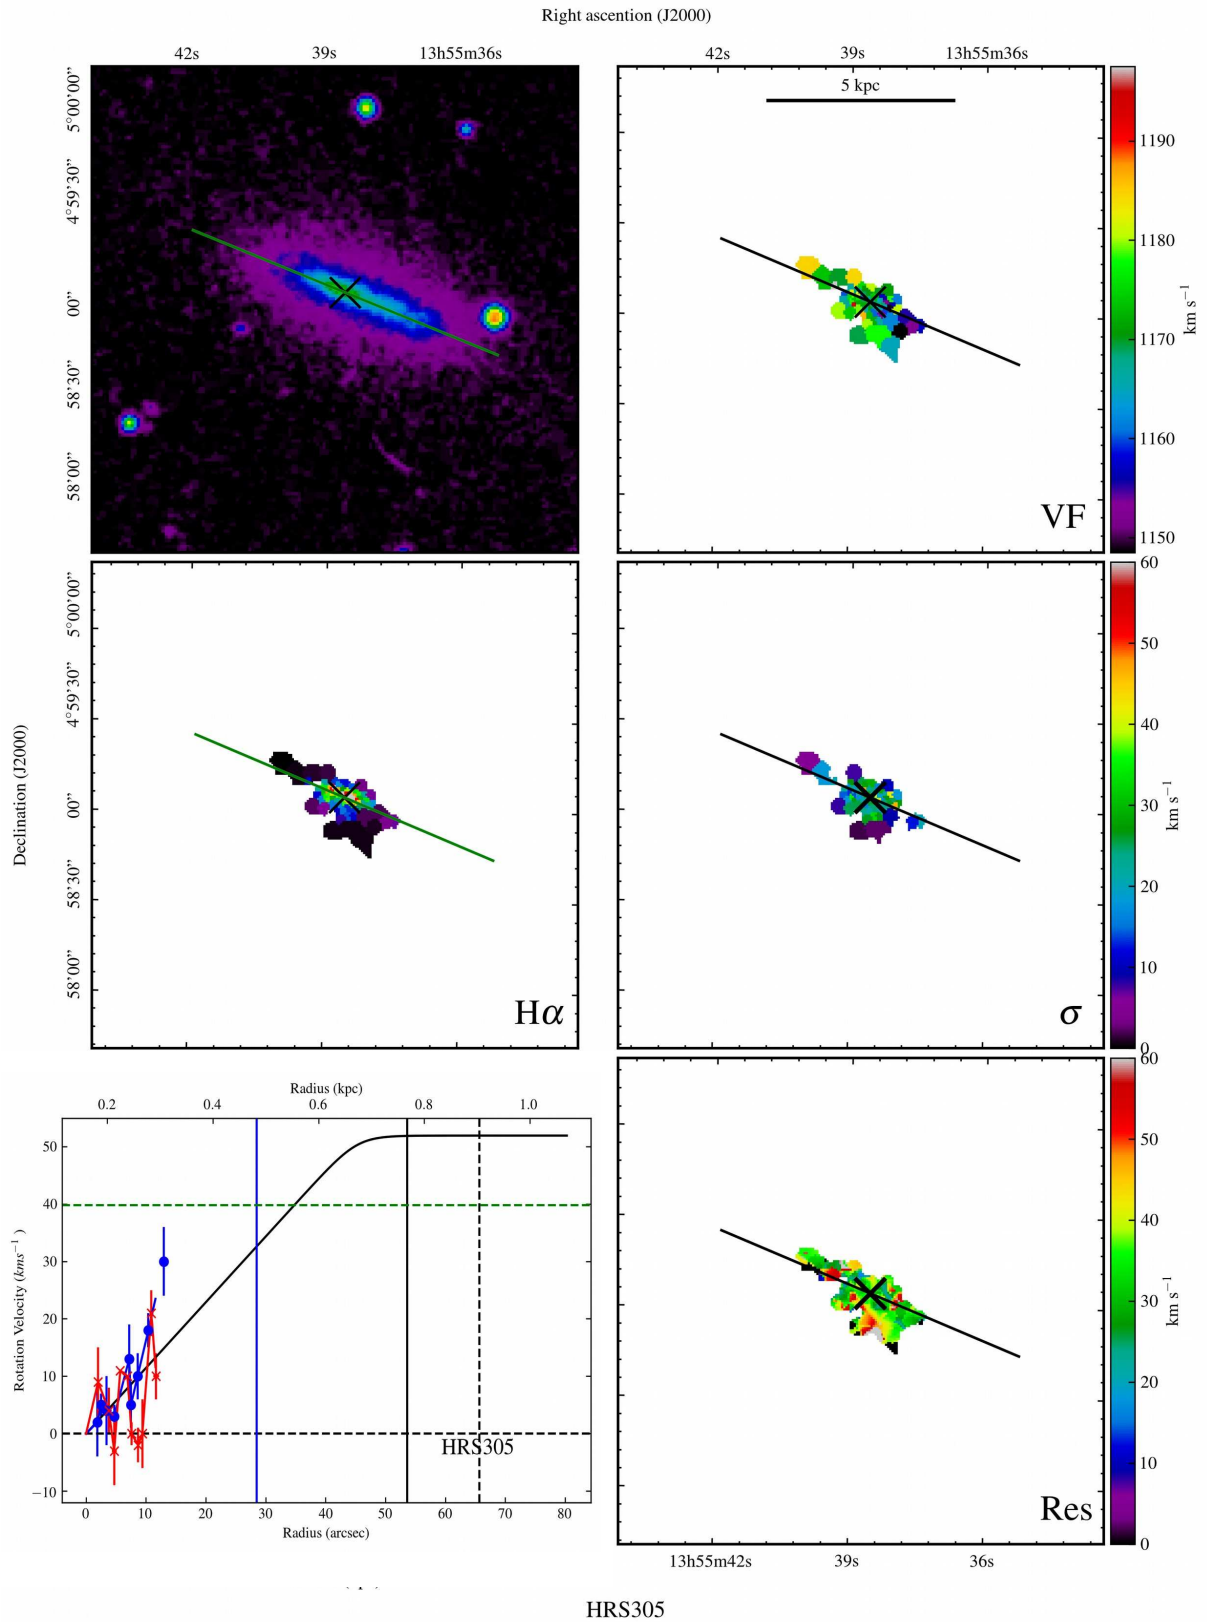 Right ascention (J2000)
42s 39s 13h55m36s
42s 39s 13h55m36s
5°00'00"
4°59'30"
00"
58'30"
58'00"
5 kpc
VF
1190
1180
1170
1160
1150
km s⁻¹
Declination (J2000)
5°00'00"
4°59'30"
00"
58'30"
58'00"
Hα
σ
60
50
40
30
20
10
0
km s⁻¹
Radius (kpc)
0.2 0.4 0.6 0.8 1.0
Rotation Velocity (kms⁻¹)
50
40
30
20
10
0
−10
HRS305
0 10 20 30 40 50 60 70 80
Radius (arcsec)
Res
60
50
40
30
20
10
0
km s⁻¹
13h55m42s 39s 36s
HRS305